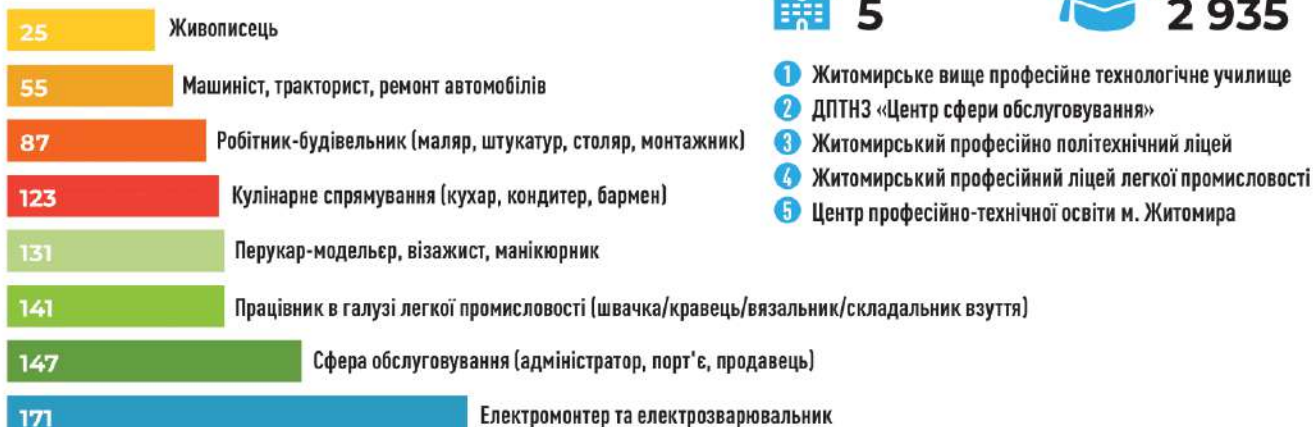 25 Живописець
55 Машиніст, тракторист, ремонт автомобілів
87 Робітник-будівельник (маляр, штукатур, столяр, монтажник)
123 Кулінарне спрямування (кухар, кондитер, бармен)
131 Перукар-модельєр, візажист, манікюрник
141 Працівник в галузі легкої промисловості (швачка/кравець/вязальник/складальник взуття)
147 Сфера обслуговування (адміністратор, порт'є, продавець)
171 Електромонтер та електрозварювальник
5
2 935
1 Житомирське вище професійне технологічне училище
2 ДПТНЗ «Центр сфери обслуговування»
3 Житомирський професійно політехнічний ліцей
4 Житомирський професійний ліцей легкої промисловості
5 Центр професійно-технічної освіти м. Житомира